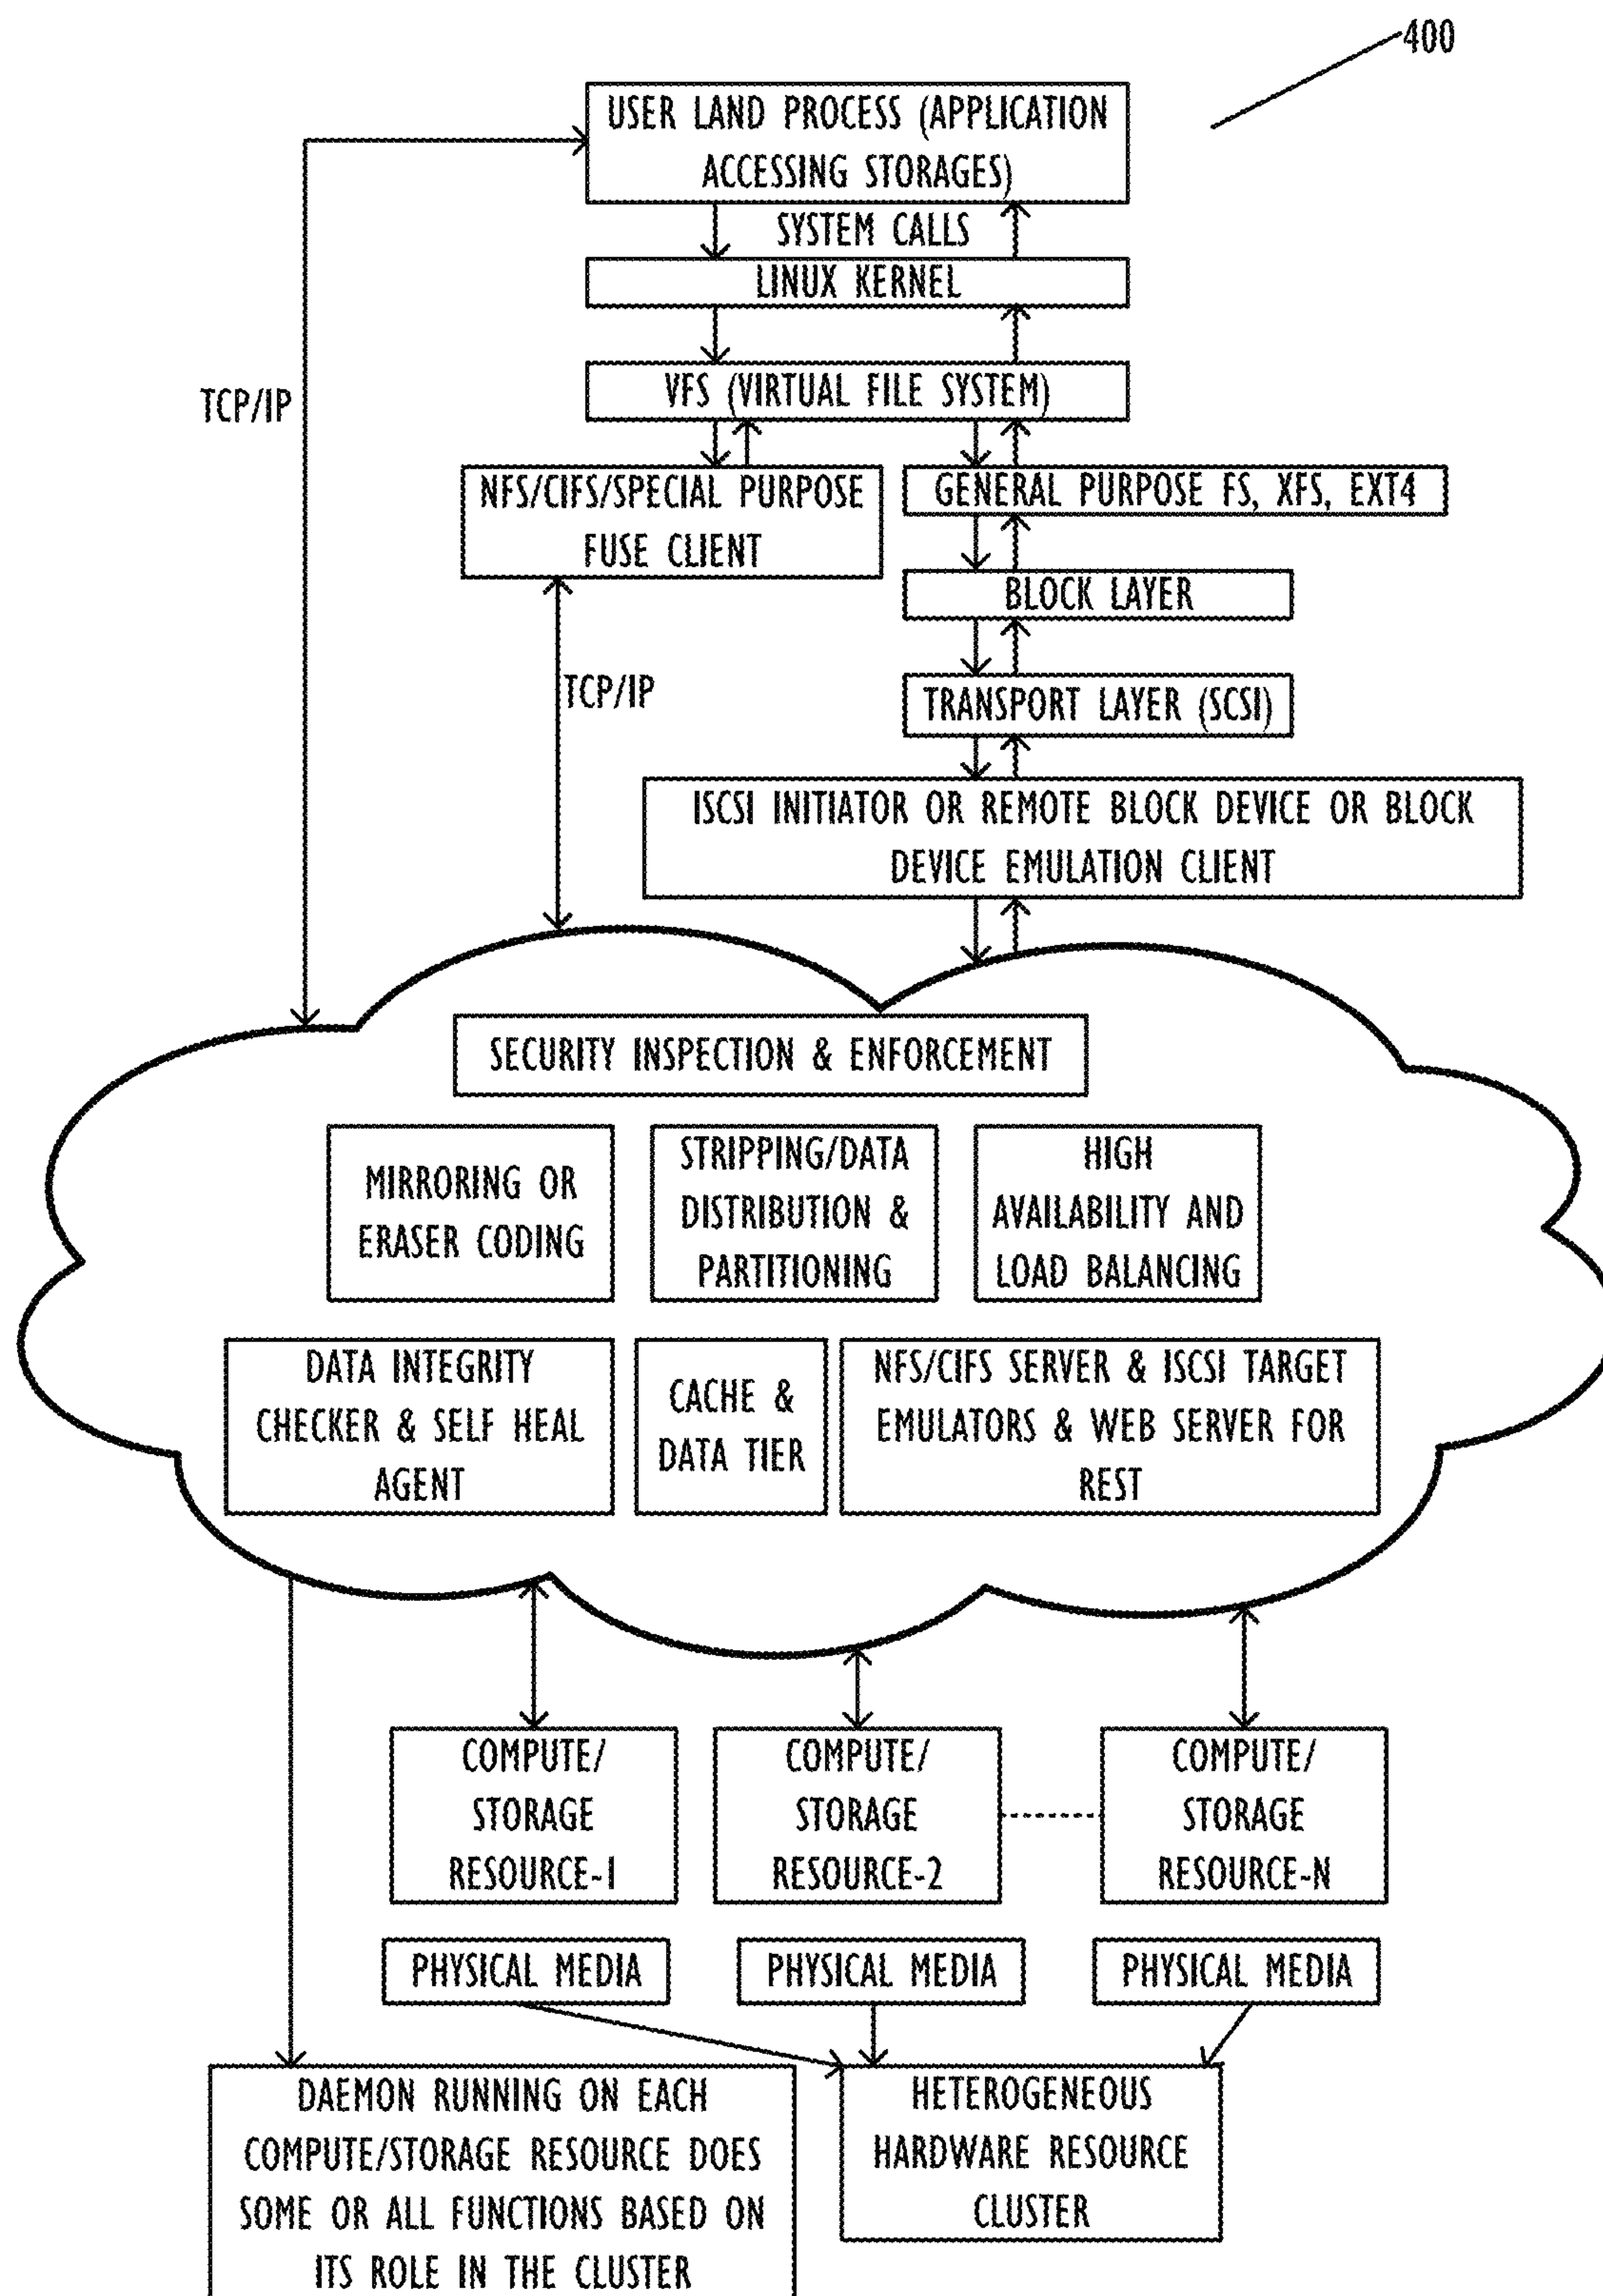 400
USER LAND PROCESS (APPLICATION
ACCESSING STORAGES)
SYSTEM CALLS
LINUX KERNEL
VFS (VIRTUAL FILE SYSTEM)
TCP/IP
NFS/CIFS/SPECIAL PURPOSE
FUSE CLIENT
GENERAL PURPOSE FS, XFS, EXT4
BLOCK LAYER
TCP/IP
TRANSPORT LAYER (SCSI)
ISCSI INITIATOR OR REMOTE BLOCK DEVICE OR BLOCK
DEVICE EMULATION CLIENT
SECURITY INSPECTION & ENFORCEMENT
MIRRORING OR
ERASER CODING
STRIPPING/DATA
DISTRIBUTION &
PARTITIONING
HIGH
AVAILABILITY AND
LOAD BALANCING
DATA INTEGRITY
CHECKER & SELF HEAL
AGENT
CACHE &
DATA TIER
NFS/CIFS SERVER & ISCSI TARGET
EMULATORS & WEB SERVER FOR
REST
COMPUTE/
STORAGE
RESOURCE-1
COMPUTE/
STORAGE
RESOURCE-2
COMPUTE/
STORAGE
RESOURCE-N
PHYSICAL MEDIA
PHYSICAL MEDIA
PHYSICAL MEDIA
DAEMON RUNNING ON EACH
COMPUTE/STORAGE RESOURCE DOES
SOME OR ALL FUNCTIONS BASED ON
ITS ROLE IN THE CLUSTER
HETEROGENEOUS
HARDWARE RESOURCE
CLUSTER